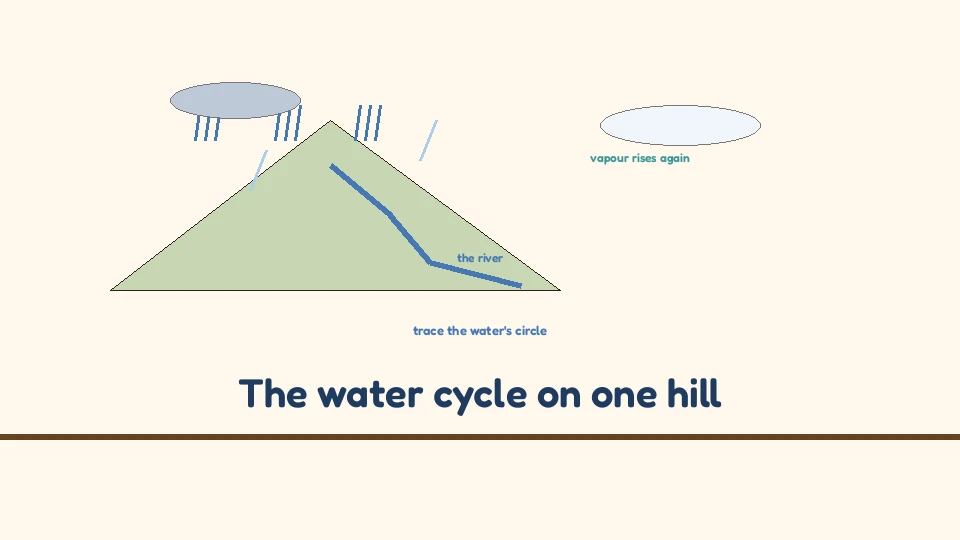 vapour rises again
the river
trace the water's circle
The water cycle on one hill